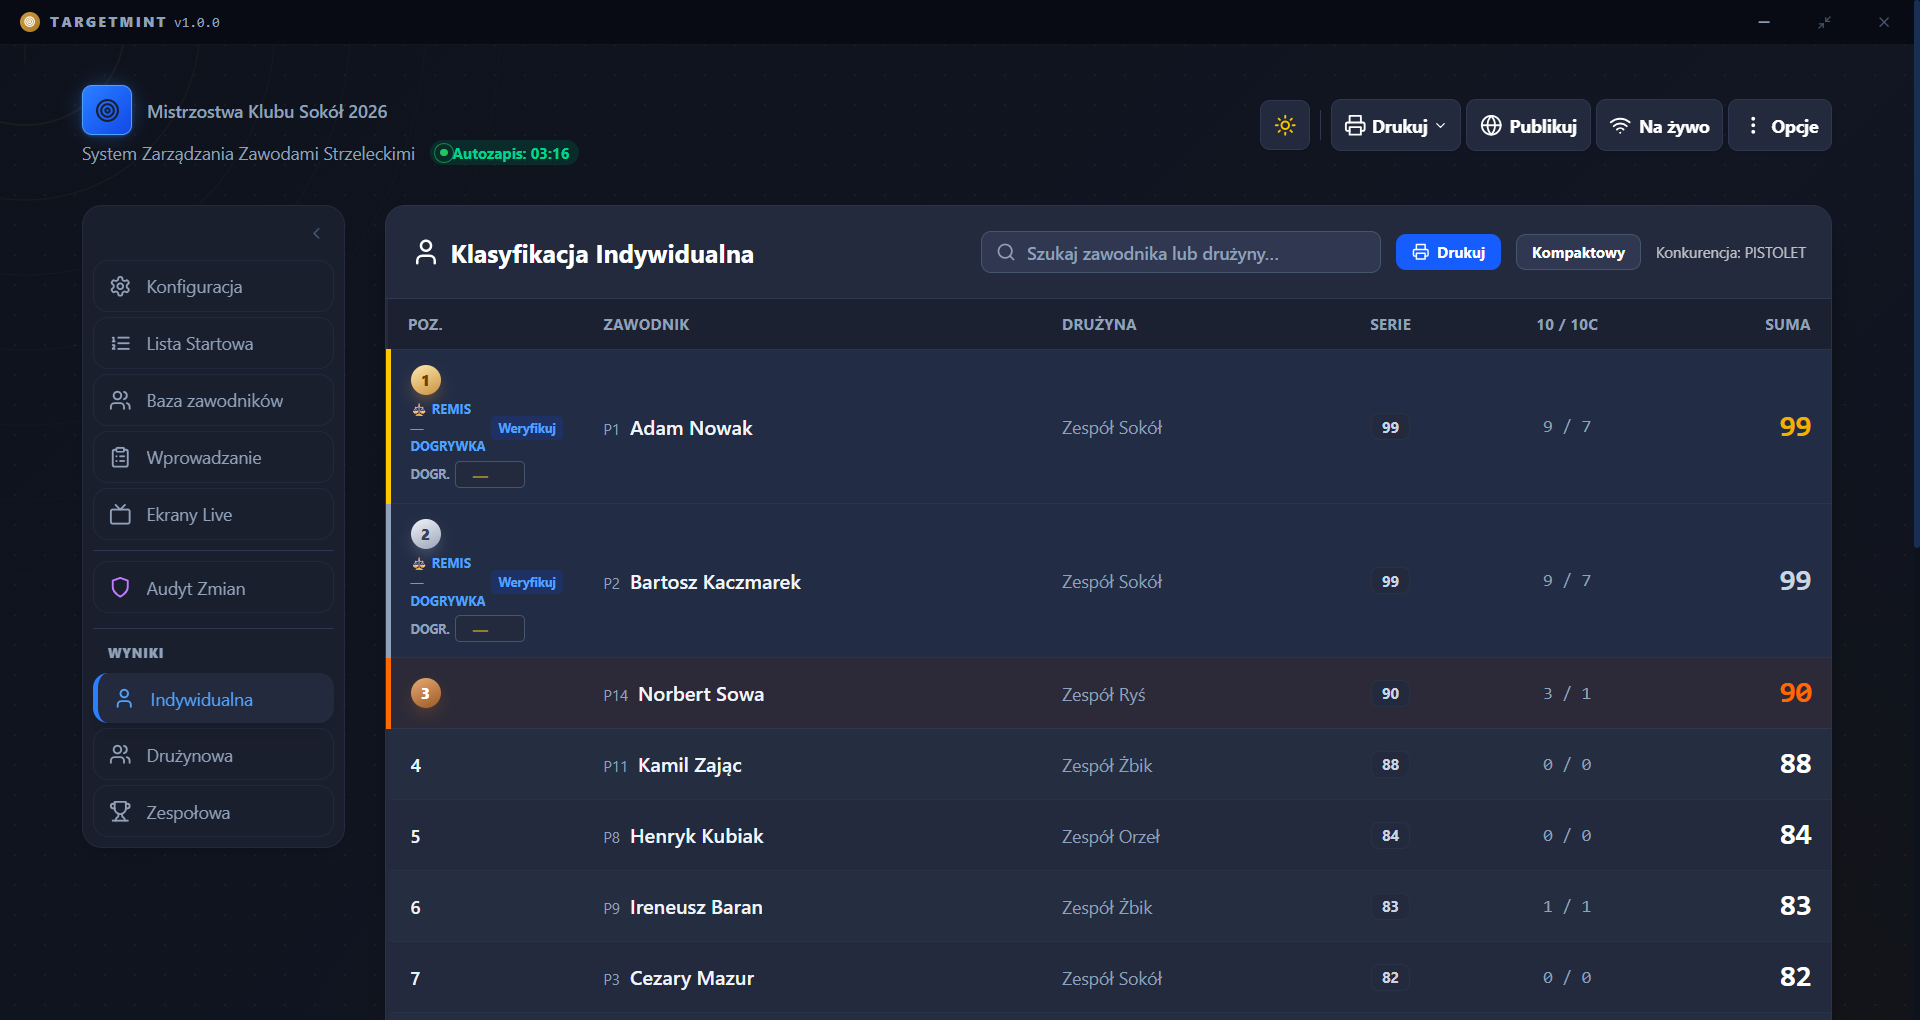 TARGETMINT v1.0.0
Mistrzostwa Klubu Sokół 2026
System Zarządzania Zawodami Strzeleckimi
Autozapis: 03:16
Drukuj
Publikuj
Na żywo
Opcje
Konfiguracja
Lista Startowa
Baza zawodników
Wprowadzanie
Ekrany Live
Audyt Zmian
WYNIKI
Indywidualna
Drużynowa
Zespołowa
Klasyfikacja Indywidualna
Szukaj zawodnika lub drużyny...
Drukuj
Kompaktowy
Konkurencja: PISTOLET
POZ. ZAWODNIK DRUŻYNA SERIE 10 / 10C SUMA
1
REMIS
—
DOGRYWKA
Weryfikuj
DOGR. —
P1 Adam Nowak Zespół Sokół 99 9 / 7 99
2
REMIS
—
DOGRYWKA
Weryfikuj
DOGR. —
P2 Bartosz Kaczmarek Zespół Sokół 99 9 / 7 99
3 P14 Norbert Sowa Zespół Ryś 90 3 / 1 90
4 P11 Kamil Zając Zespół Żbik 88 0 / 0 88
5 P8 Henryk Kubiak Zespół Orzeł 84 0 / 0 84
6 P9 Ireneusz Baran Zespół Żbik 83 1 / 1 83
7 P3 Cezary Mazur Zespół Sokół 82 0 / 0 82